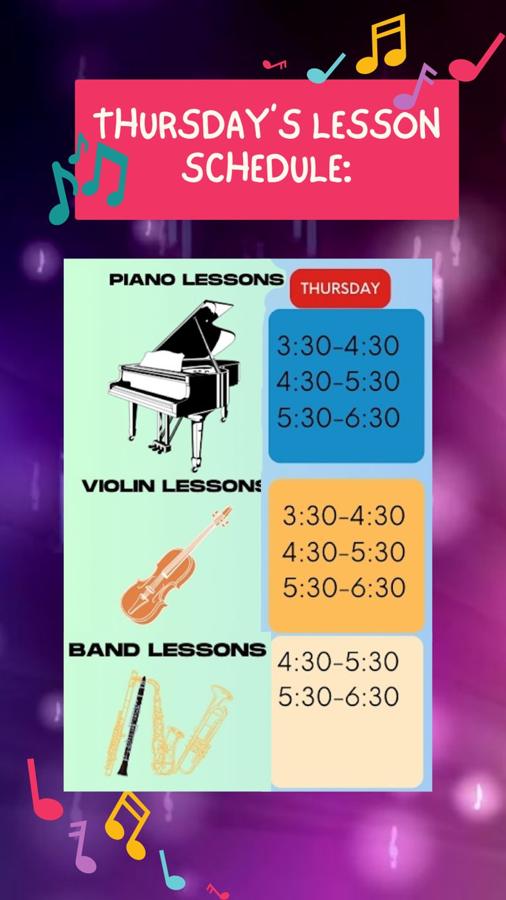 THURSDAY'S LESSON
SCHEDULE:
PIANO LESSONS
THURSDAY
3:30-4:30
4:30-5:30
5:30-6:30
VIOLIN LESSONS
3:30-4:30
4:30-5:30
5:30-6:30
BAND LESSONS
4:30-5:30
5:30-6:30